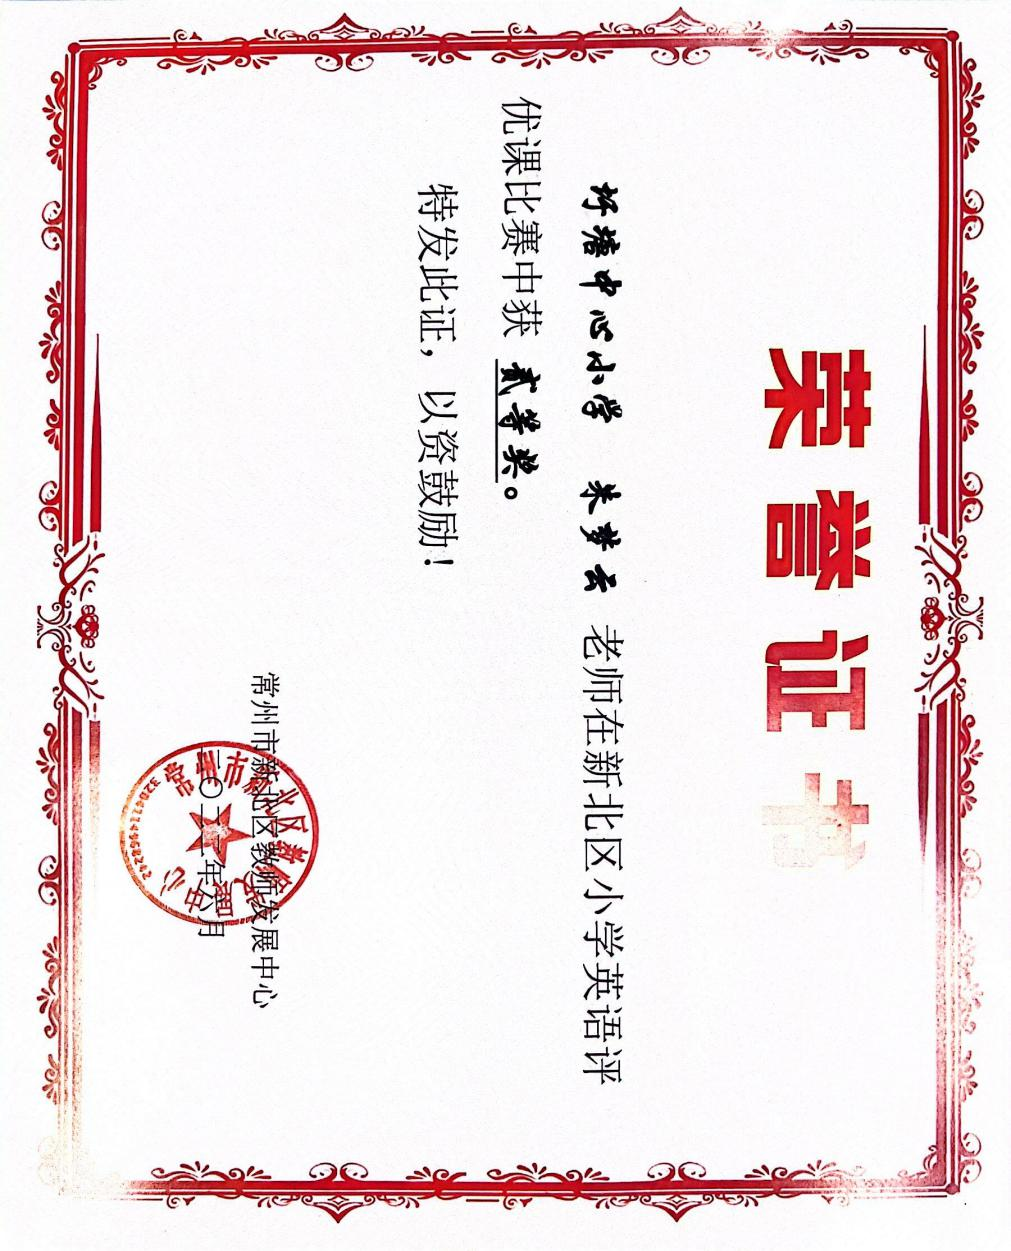 荣誉证书
圩塘中心小学 朱梦云 老师在新北区小学英语评
优课比赛中获 贰等奖。
特发此证，以资鼓励！
常州市新北区教师发展中心
二〇二二年六月